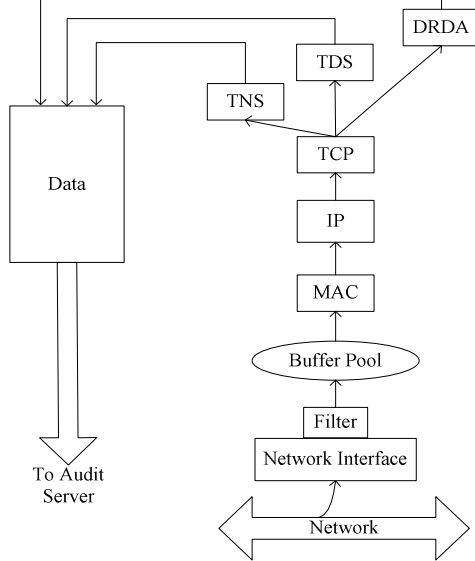 DRDA
TDS
TNS
TCP
Data
IP
MAC
Buffer Pool
Filter
Network Interface
To Audit
Server
Network